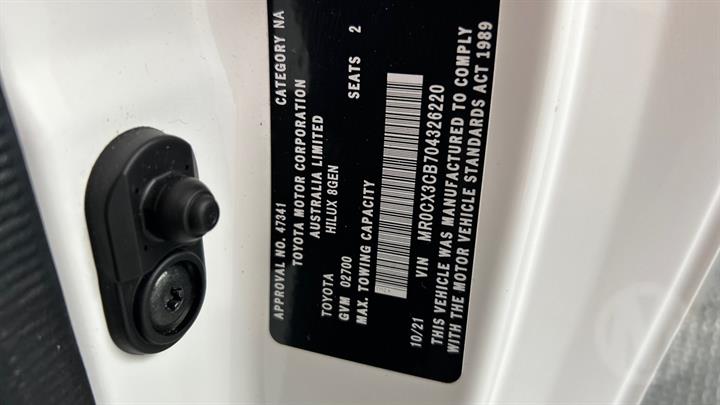 APPROVAL NO. 47341 CATEGORY NA
TOYOTA MOTOR CORPORATION
AUSTRALIA LIMITED
HILUX 8GEN SEATS 2
TOYOTA
GVM 02700
MAX. TOWING CAPACITY
10/21 VIN MR0CX3CB704326220
THIS VEHICLE WAS MANUFACTURED TO COMPLY
WITH THE MOTOR VEHICLE STANDARDS ACT 1989